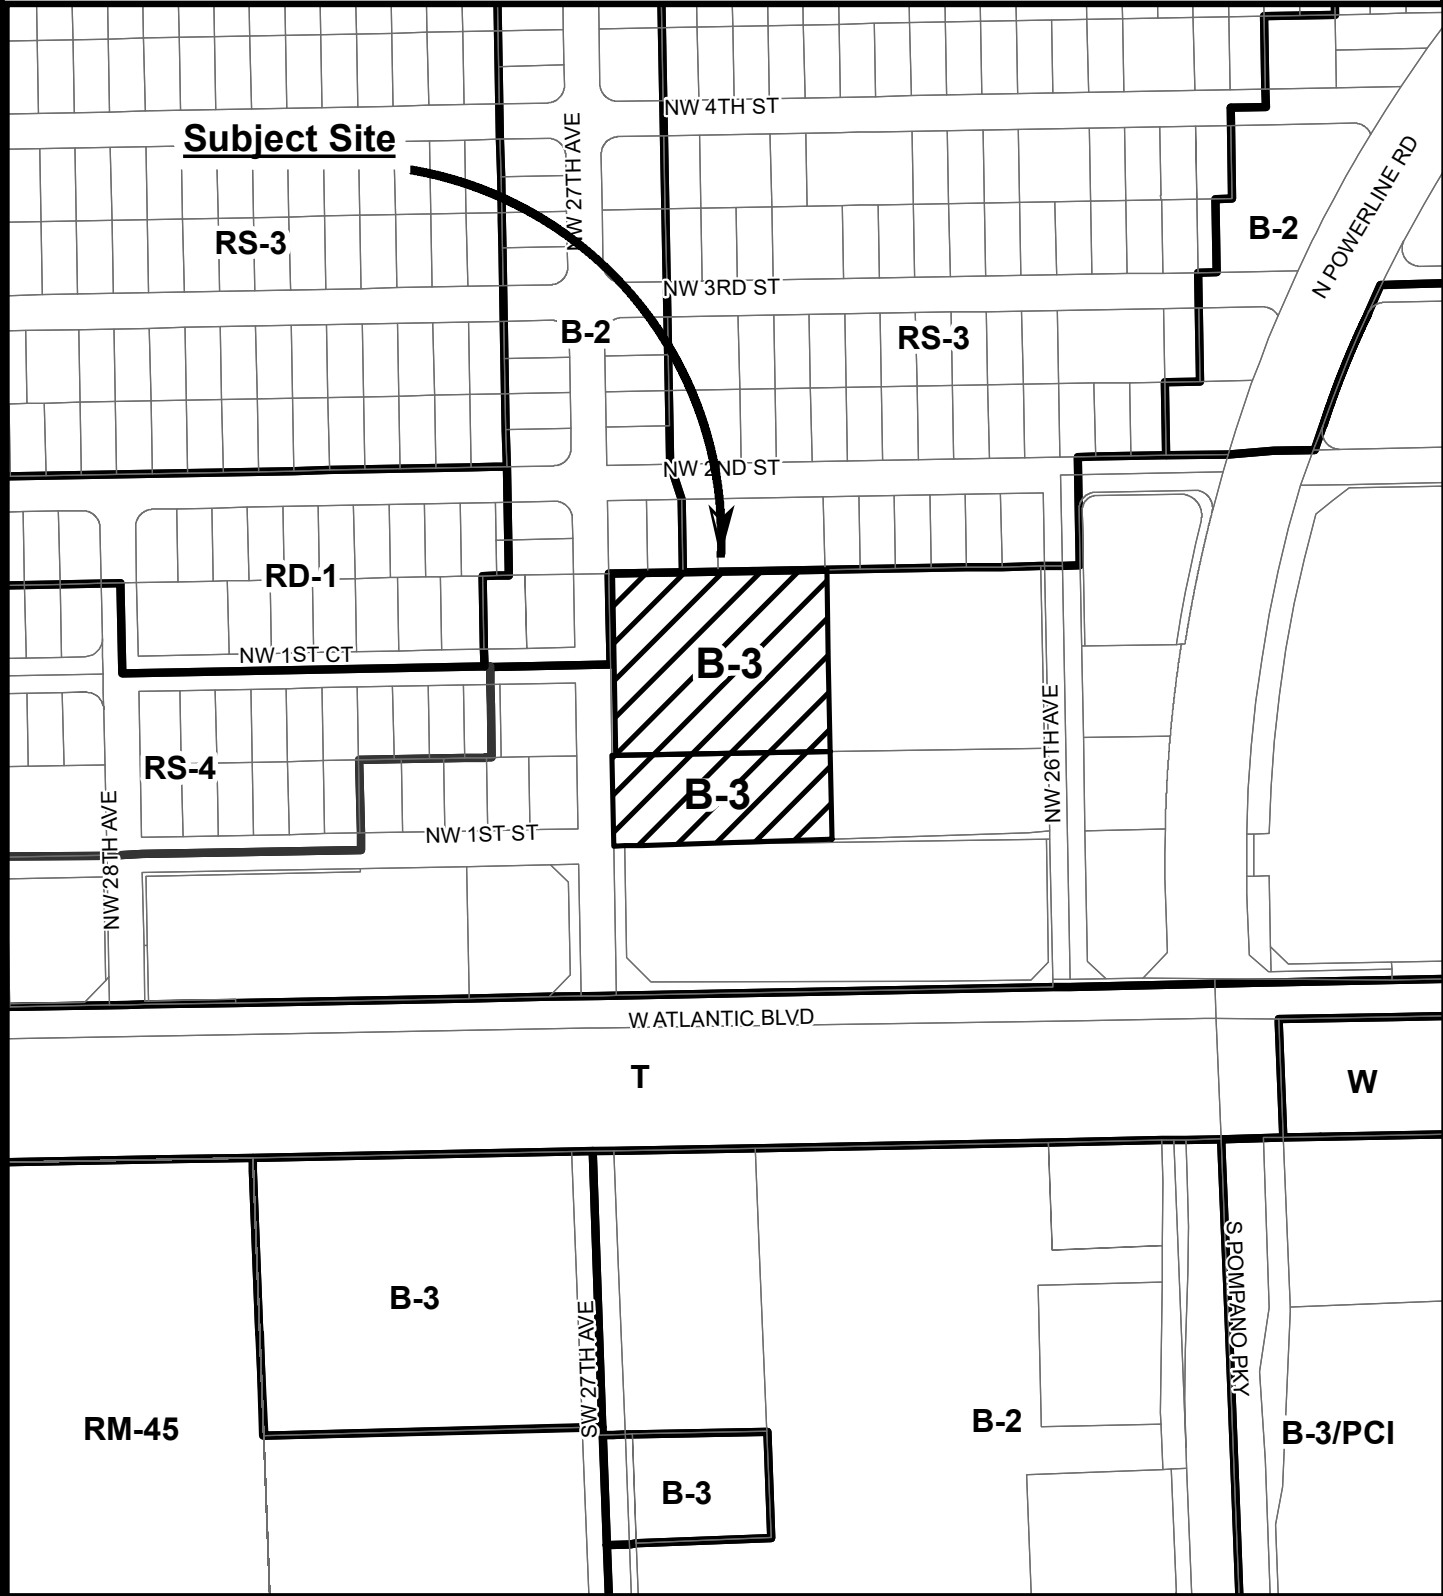 NW 4TH ST
Subject Site
NW 27TH AVE
N POWERLINE RD
B-2
RS-3
NW 3RD ST
B-2
RS-3
NW 2ND ST
RD-1
NW 1ST CT
B-3
NW 26TH AVE
RS-4
B-3
NW 28TH AVE
NW 1ST ST
W ATLANTIC BLVD
T
W
S POMPANO PKY
B-3
SW 27TH AVE
B-2
RM-45
B-3/PCI
B-3